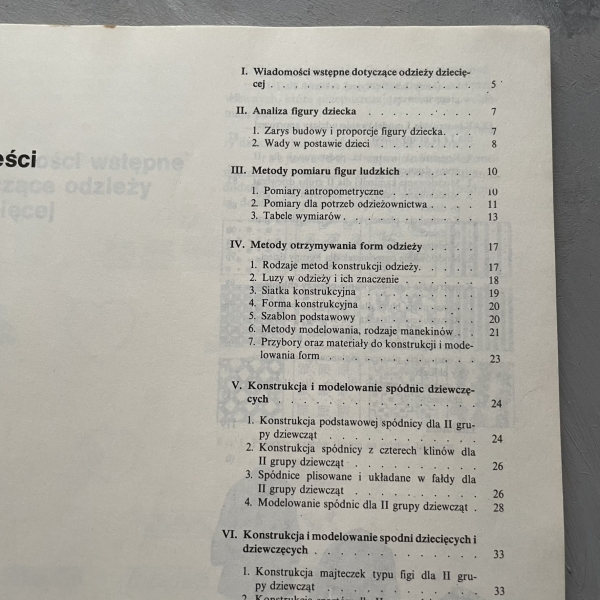 I. Wiadomości wstępne dotyczące odzieży dziecię-
cej . . . . . . . . . . . . . . . 5
II. Analiza figury dziecka . . . . . . . 7
1. Zarys budowy i proporcje figury dziecka. . . 7
2. Wady w postawie dzieci . . . . . . . 8
eści
III. Metody pomiaru figur ludzkich . . . . . 10
1. Pomiary antropometryczne . . . . . . 10
2. Pomiary dla potrzeb odzieżownictwa . . . . 11
3. Tabele wymiarów . . . . . . . . . 13
IV. Metody otrzymywania form odzieży . . . . 17
1. Rodzaje metod konstrukcji odzieży. . . . . 17
2. Luzy w odzieży i ich znaczenie . . . . . 18
3. Siatka konstrukcyjna . . . . . . . . 19
4. Forma konstrukcyjna . . . . . . . . 20
5. Szablon podstawowy . . . . . . . . 20
6. Metody modelowania, rodzaje manekinów . . 21
7. Przybory oraz materiały do konstrukcji i mode-
lowania form . . . . . . . . . . 23
V. Konstrukcja i modelowanie spódnic dziewczę-
cych . . . . . . . . . . . . . . 24
1. Konstrukcja podstawowej spódnicy dla II gru-
py dziewcząt . . . . . . . . . . 24
2. Konstrukcja spódnicy z czterech klinów dla
II grupy dziewcząt . . . . . . . . . 26
3. Spódnice plisowane i układane w fałdy dla
II grupy dziewcząt . . . . . . . . . 26
4. Modelowanie spódnic dla II grupy dziewcząt . 28
VI. Konstrukcja i modelowanie spodni dziecięcych i
dziewczęcych . . . . . . . . . . . 33
1. Konstrukcja majteczek typu figi dla II gru-
py dziewcząt . . . . . . . . . . 33
2. Konstrukcja